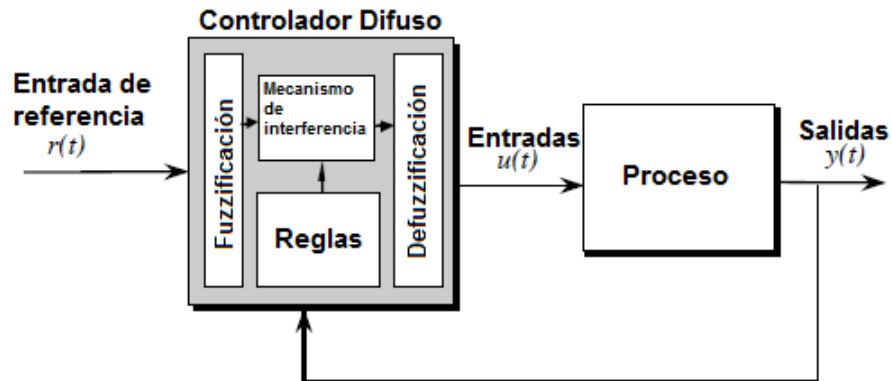 Controlador Difuso
Entrada de
referencia
r(t)
Fuzzificación
Mecanismo
de
interferencia
Reglas
Defuzzificación
Entradas
u(t)
Proceso
Salidas
y(t)